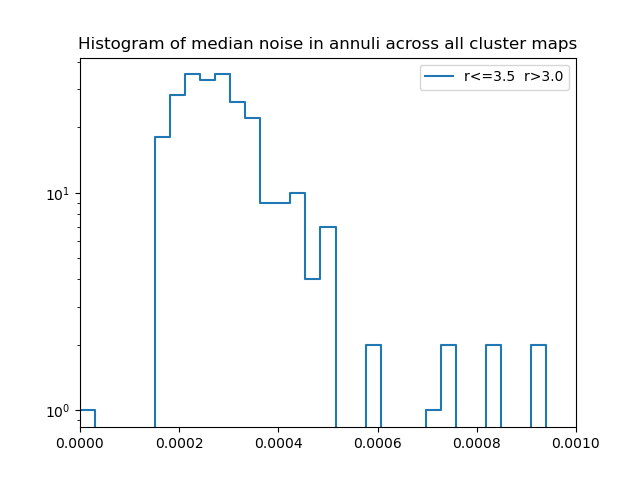 Histogram of median noise in annuli across all cluster maps
r<=3.5  r>3.0
10¹
10⁰
0.0000 0.0002 0.0004 0.0006 0.0008 0.0010